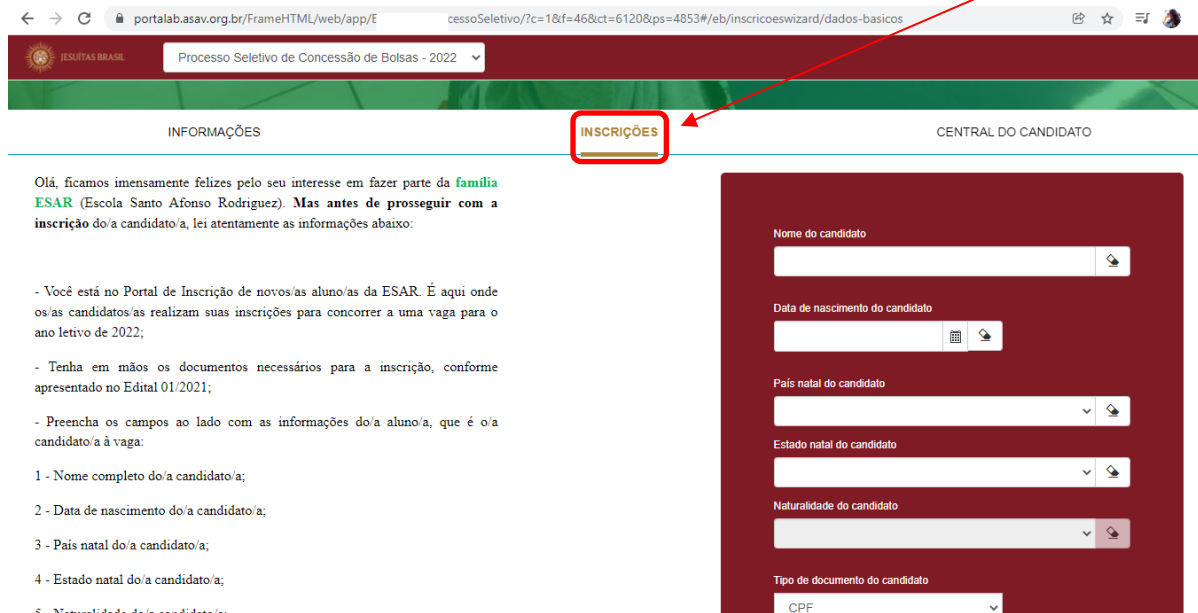 portalab.asav.org.br/FrameHTML/web/app/E cessoSeletivo/?c=1&f=46&ct=6120&ps=4853#/eb/inscricoeswizard/dados-basicos
JESUÍTAS BRASIL
Processo Seletivo de Concessão de Bolsas - 2022
INFORMAÇÕES
INSCRIÇÕES
CENTRAL DO CANDIDATO
Olá, ficamos imensamente felizes pelo seu interesse em fazer parte da família
ESAR (Escola Santo Afonso Rodriguez). Mas antes de prosseguir com a
inscrição do/a candidato/a, lei atentamente as informações abaixo:
- Você está no Portal de Inscrição de novos/as aluno/as da ESAR. É aqui onde
os/as candidatos/as realizam suas inscrições para concorrer a uma vaga para o
ano letivo de 2022;
- Tenha em mãos os documentos necessários para a inscrição, conforme
apresentado no Edital 01/2021;
- Preencha os campos ao lado com as informações do/a aluno/a, que é o/a
candidato/a à vaga:
1 - Nome completo do/a candidato/a;
2 - Data de nascimento do/a candidato/a;
3 - País natal do/a candidato/a;
4 - Estado natal do/a candidato/a;
5 - Naturalidade do/a candidato/a;
Nome do candidato
Data de nascimento do candidato
País natal do candidato
Estado natal do candidato
Naturalidade do candidato
Tipo de documento do candidato
CPF